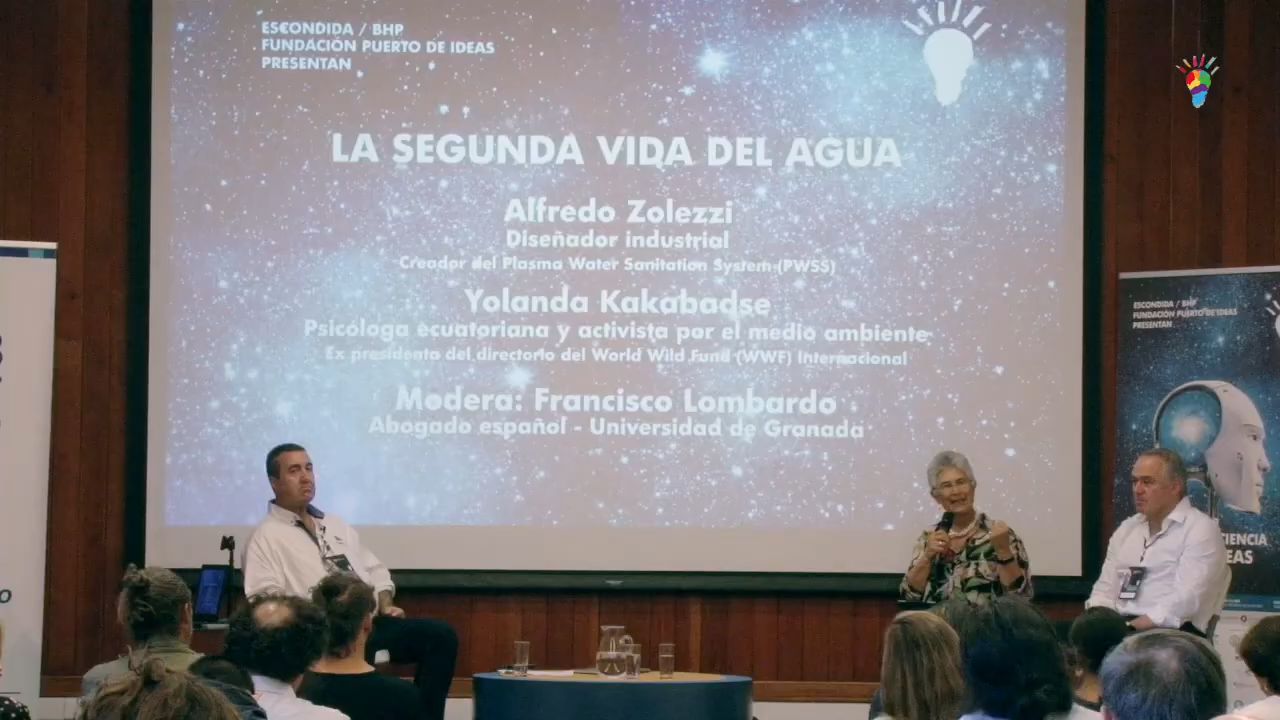 ESCONDIDA / BHP
FUNDACIÓN PUERTO DE IDEAS
PRESENTAN
LA SEGUNDA VIDA DEL AGUA
Alfredo Zolezzi
Diseñador industrial
Creador del Plasma Water Sanitation System (PWSS)
Yolanda Kakabadse
Psicóloga ecuatoriana y activista por el medio ambiente
Ex presidenta del directorio del World Wild Fund (WWF) Internacional
Modera: Francisco Lombardo
Abogado español - Universidad de Granada
ESCONDIDA / BHP
FUNDACIÓN PUERTO DE IDEAS
PRESENTAN
CIENCIA
EAS